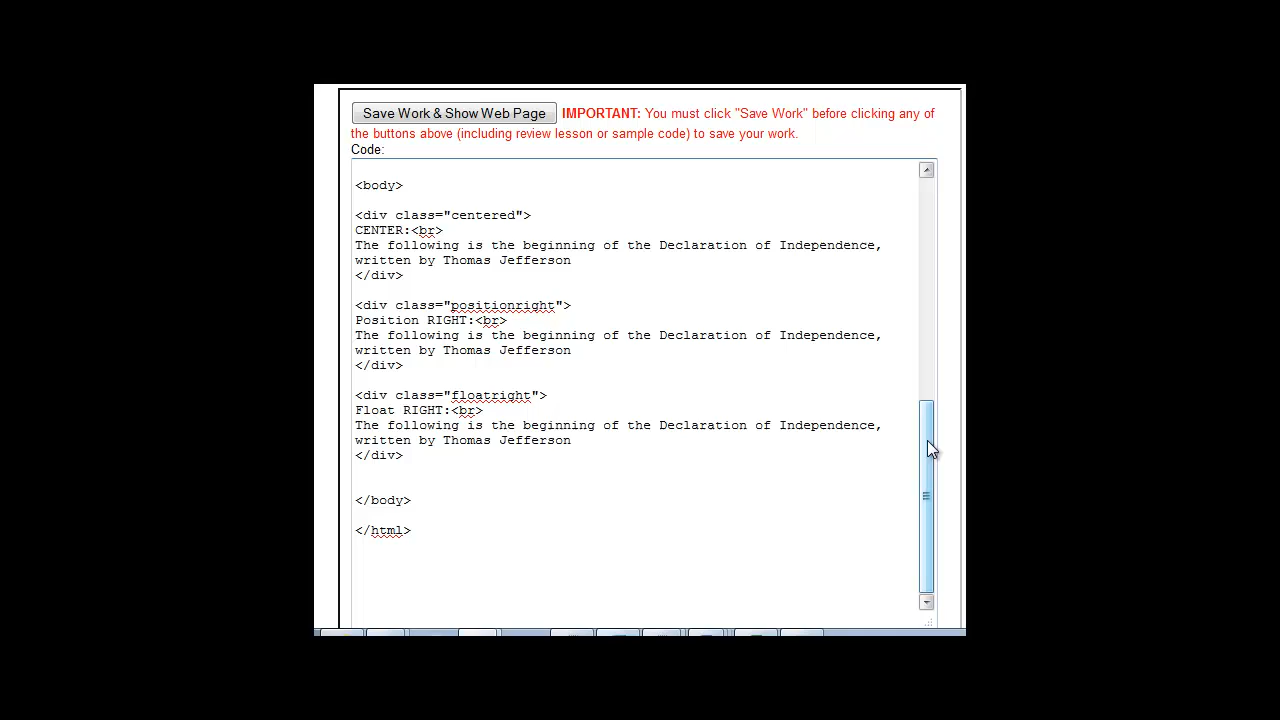 Save Work & Show Web Page IMPORTANT: You must click "Save Work" before clicking any of
the buttons above (including review lesson or sample code) to save your work.
Code:
<body>
<div class="centered">
CENTER:<br>
The following is the beginning of the Declaration of Independence,
written by Thomas Jefferson
</div>
<div class="positionright">
Position RIGHT:<br>
The following is the beginning of the Declaration of Independence,
written by Thomas Jefferson
</div>
<div class="floatright">
Float RIGHT:<br>
The following is the beginning of the Declaration of Independence,
written by Thomas Jefferson
</div>
</body>
</html>